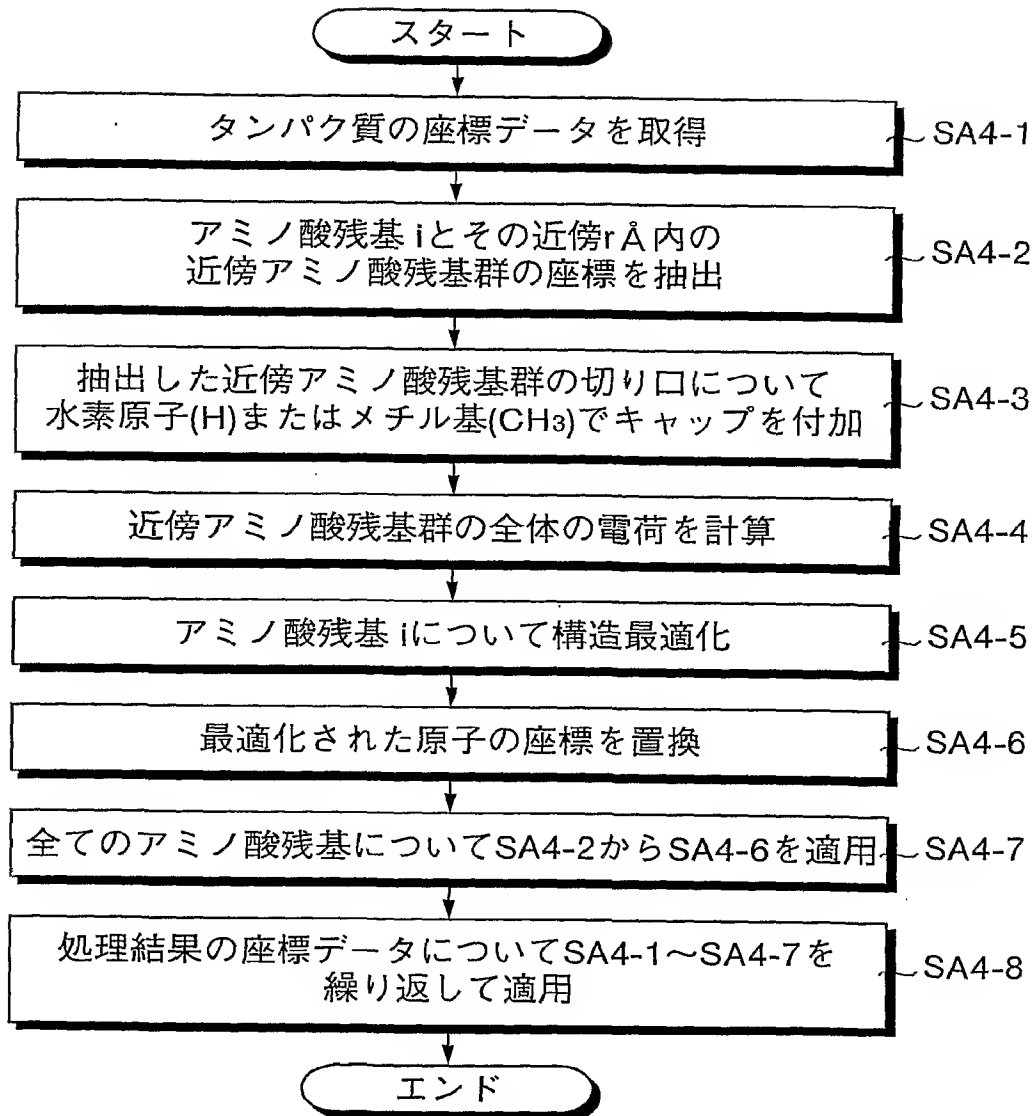 スタート
タンパク質の座標データを取得
SA4-1
アミノ酸残基 iとその近傍rÅ内の
近傍アミノ酸残基群の座標を抽出
SA4-2
抽出した近傍アミノ酸残基群の切り口について
水素原子(H)またはメチル基(CH3)でキャップを付加
SA4-3
近傍アミノ酸残基群の全体の電荷を計算
SA4-4
アミノ酸残基 iについて構造最適化
SA4-5
最適化された原子の座標を置換
SA4-6
全てのアミノ酸残基についてSA4-2からSA4-6を適用
SA4-7
処理結果の座標データについてSA4-1～SA4-7を
繰り返して適用
SA4-8
エンド